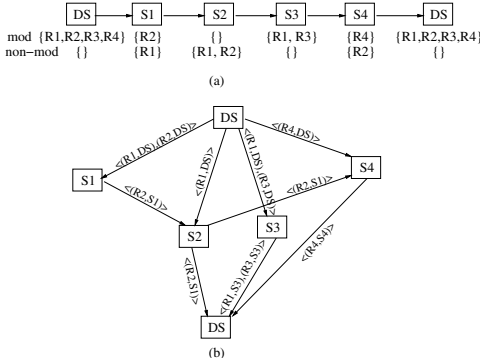 DS S1 S2 S3 S4 DS
mod {R1,R2,R3,R4} {R2} {} {R1, R3} {R4} {R1,R2,R3,R4}
non−mod {} {R1} {R1, R2} {} {R2} {}
(a)
DS
<(R1,DS),(R2,DS)>
<(R1,DS)>
<(R1,DS),(R3,DS)>
<(R4,DS)>
S1
S4
<(R2,S1)>
<(R2,S1)>
S2
S3
<(R2,S1)>
<(R1,S3),(R3,S3)>
<(R4,S4)>
DS
(b)